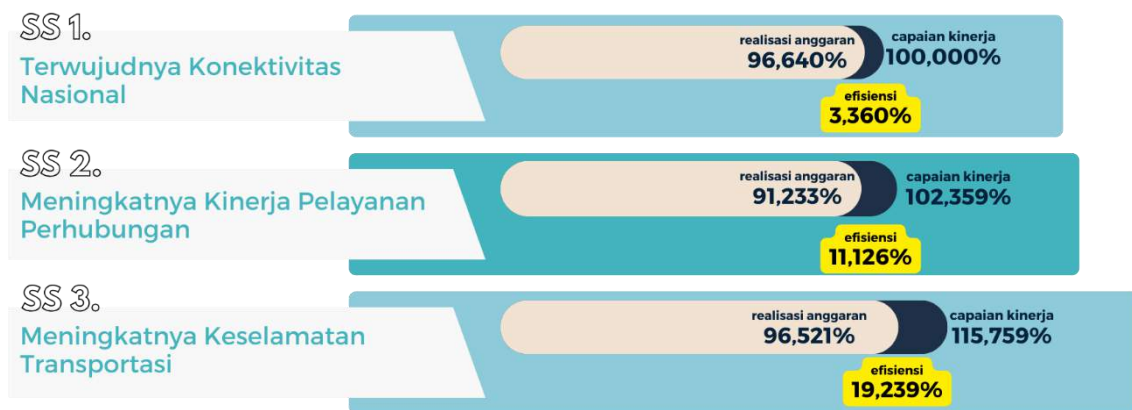 SS 1.
Terwujudnya Konektivitas
Nasional
realisasi anggaran
96,640%
capaian kinerja
100,000%
efisiensi
3,360%
SS 2.
Meningkatnya Kinerja Pelayanan
Perhubungan
realisasi anggaran
91,233%
capaian kinerja
102,359%
efisiensi
11,126%
SS 3.
Meningkatnya Keselamatan
Transportasi
realisasi anggaran
96,521%
capaian kinerja
115,759%
efisiensi
19,239%